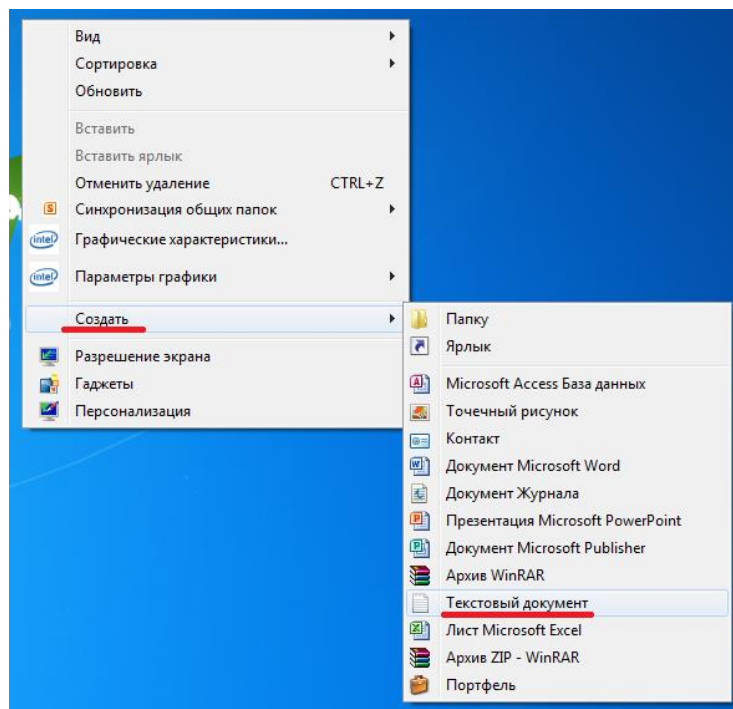 Вид
Сортировка
Обновить
Вставить
Вставить ярлык
Отменить удаление CTRL+Z
S Синхронизация общих папок
intel Графические характеристики...
intel Параметры графики
Создать
Разрешение экрана
Гаджеты
Персонализация
Папку
Ярлык
Microsoft Access База данных
Точечный рисунок
Контакт
Документ Microsoft Word
Документ Журнала
Презентация Microsoft PowerPoint
Документ Microsoft Publisher
Архив WinRAR
Текстовый документ
Лист Microsoft Excel
Архив ZIP - WinRAR
Портфель